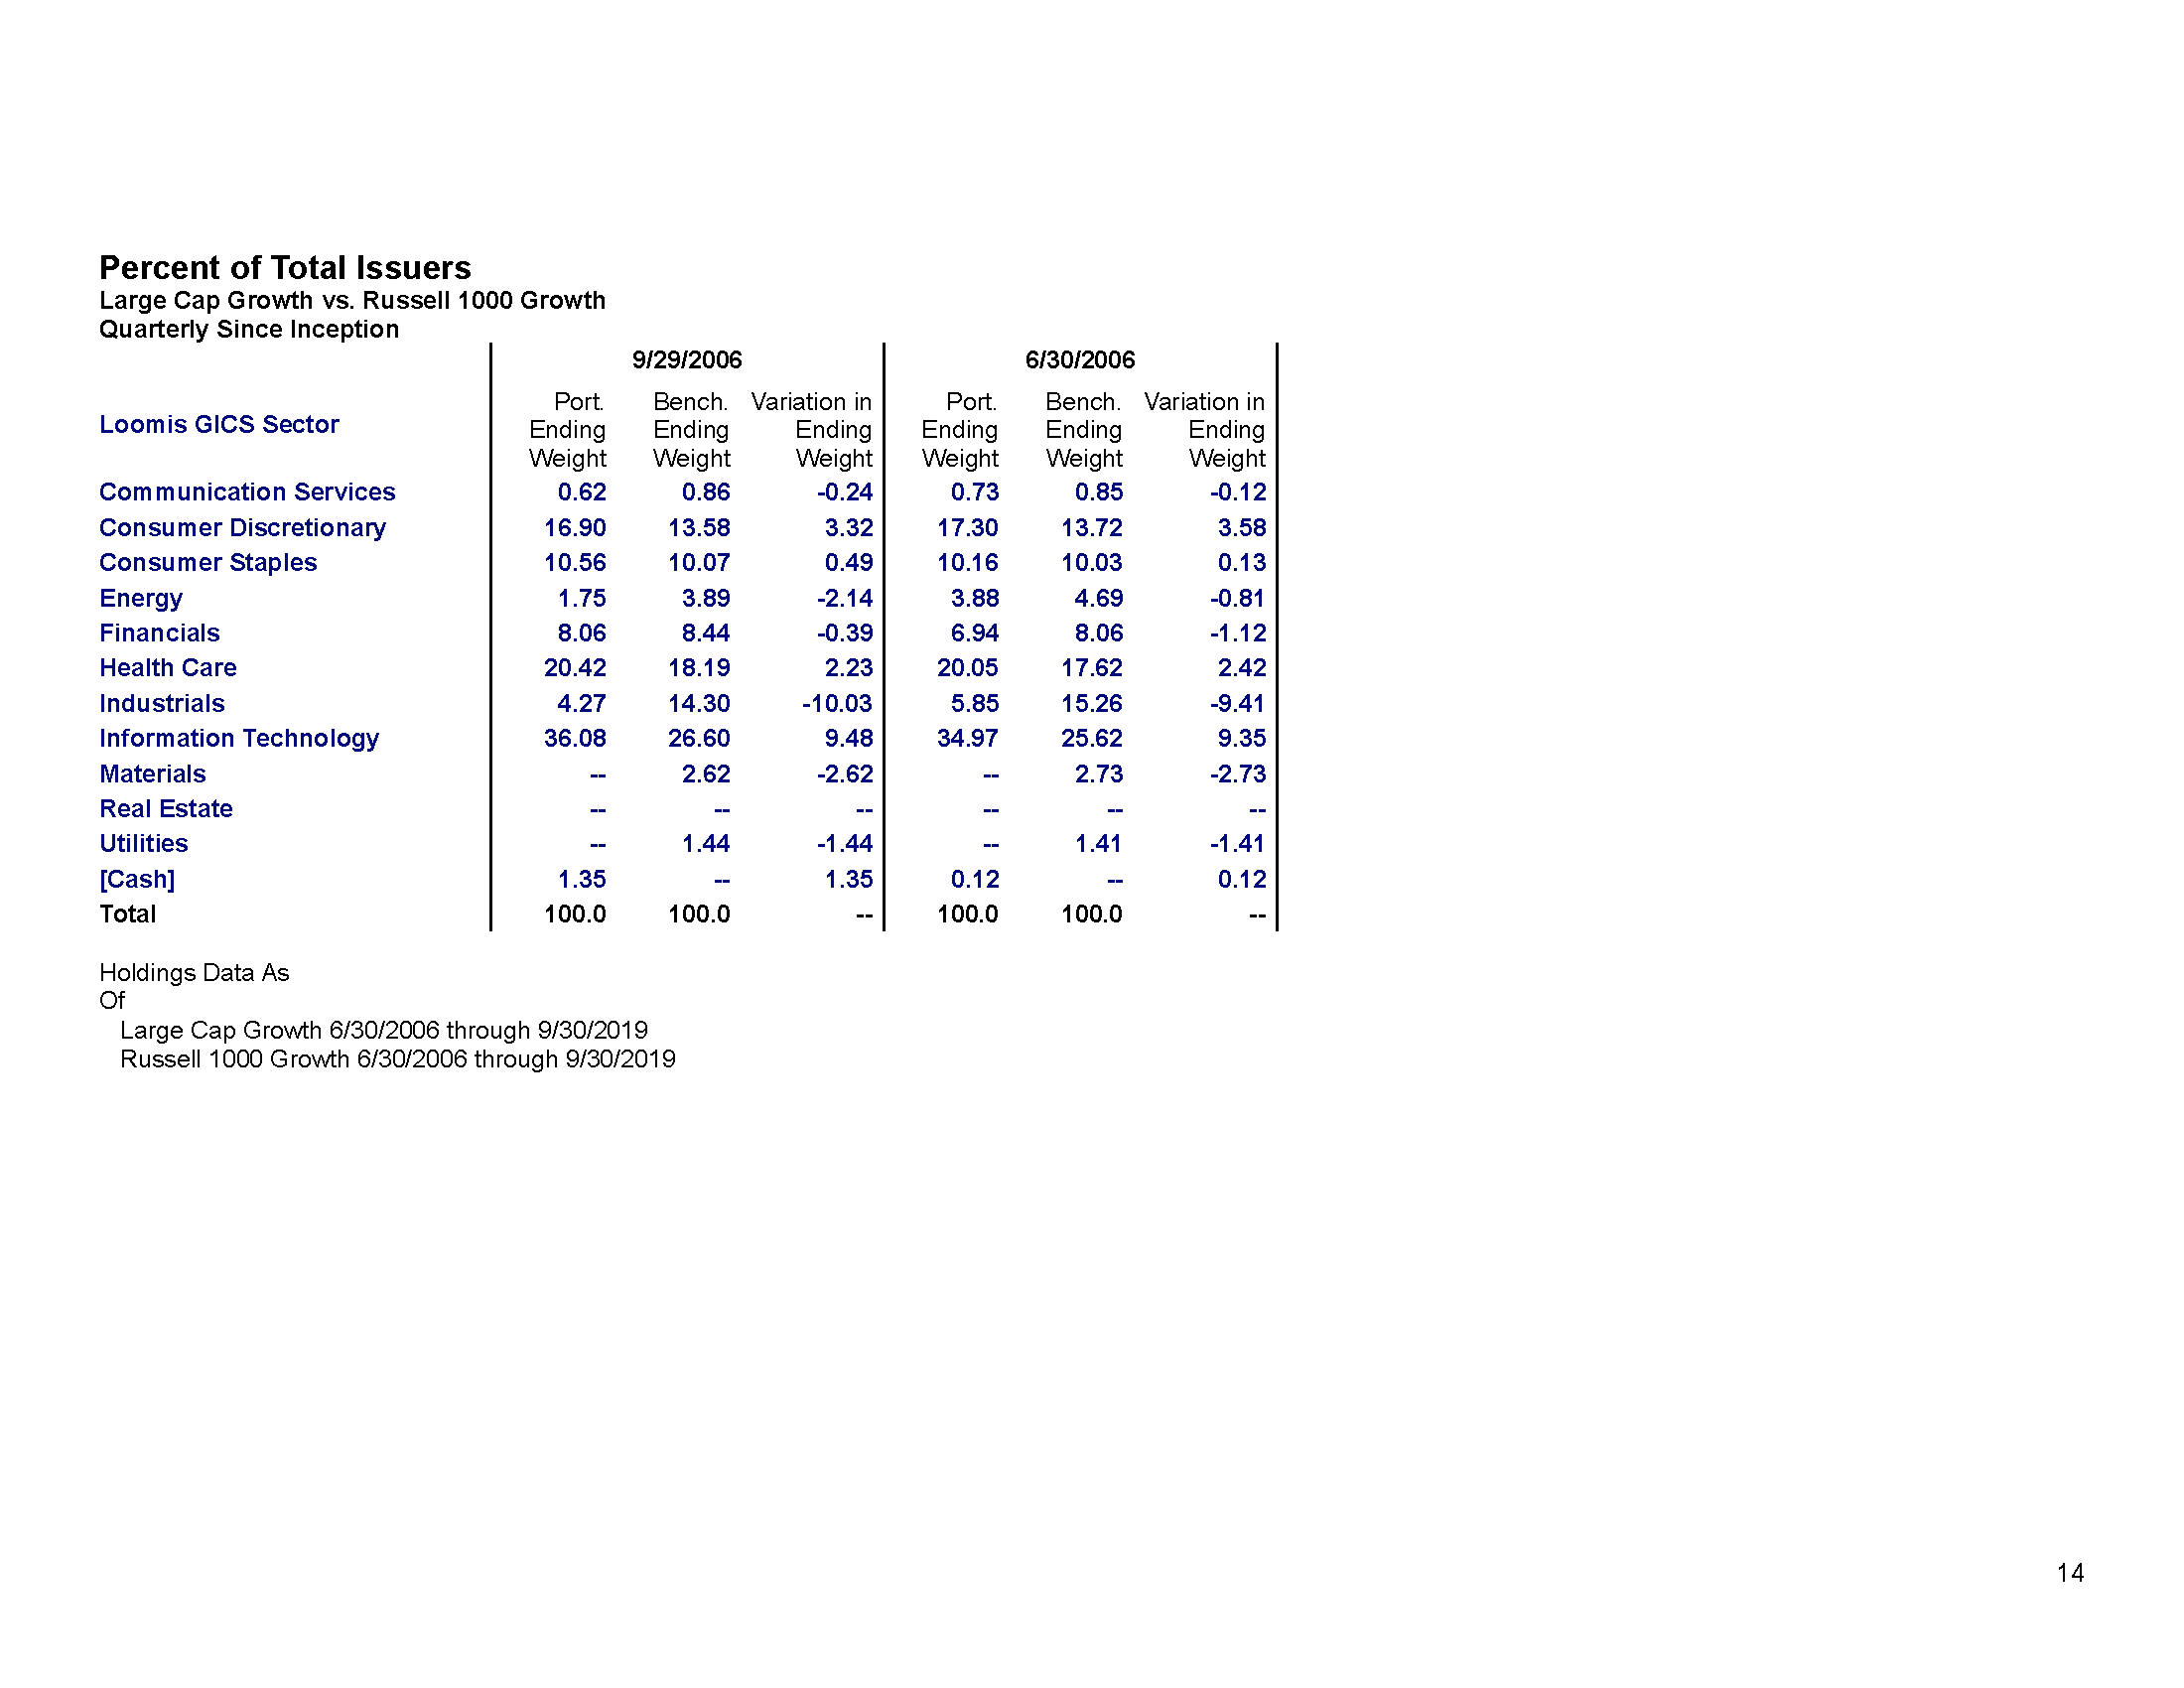 Percent of Total Issuers
Large Cap Growth vs. Russell 1000 Growth
Quarterly Since Inception
9/29/2006 6/30/2006
Loomis GICS Sector
Port. Bench. Variation in Port. Bench. Variation in
Ending Ending Ending Ending Ending Ending
Weight Weight Weight Weight Weight Weight
Communication Services 0.62 0.86 -0.24 0.73 0.85 -0.12
Consumer Discretionary 16.90 13.58 3.32 17.30 13.72 3.58
Consumer Staples 10.56 10.07 0.49 10.16 10.03 0.13
Energy 1.75 3.89 -2.14 3.88 4.69 -0.81
Financials 8.06 8.44 -0.39 6.94 8.06 -1.12
Health Care 20.42 18.19 2.23 20.05 17.62 2.42
Industrials 4.27 14.30 -10.03 5.85 15.26 -9.41
Information Technology 36.08 26.60 9.48 34.97 25.62 9.35
Materials -- 2.62 -2.62 -- 2.73 -2.73
Real Estate -- -- -- -- -- --
Utilities -- 1.44 -1.44 -- 1.41 -1.41
[Cash] 1.35 -- 1.35 0.12 -- 0.12
Total 100.0 100.0 -- 100.0 100.0 --
Holdings Data As
Of
Large Cap Growth 6/30/2006 through 9/30/2019
Russell 1000 Growth 6/30/2006 through 9/30/2019
14